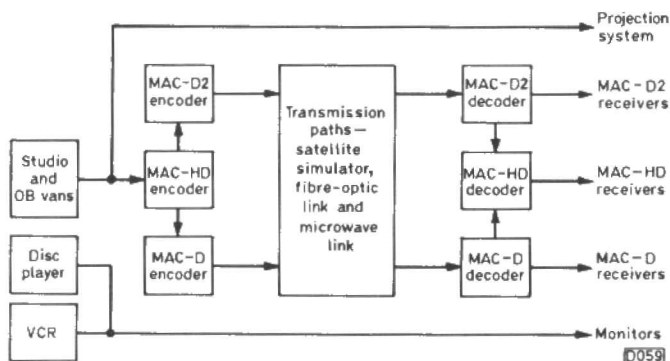 Projection
system
MAC-D2
encoder
MAC-D2
decoder
MAC-D2
receivers
Transmission
paths—
satellite
simulator,
fibre-optic
link and
microwave
link
Studio
and
OB vans
MAC-HD
encoder
MAC-HD
decoder
MAC-HD
receivers
Disc
player
MAC-D
encoder
MAC-D
decoder
MAC-D
receivers
VCR
Monitors
D059